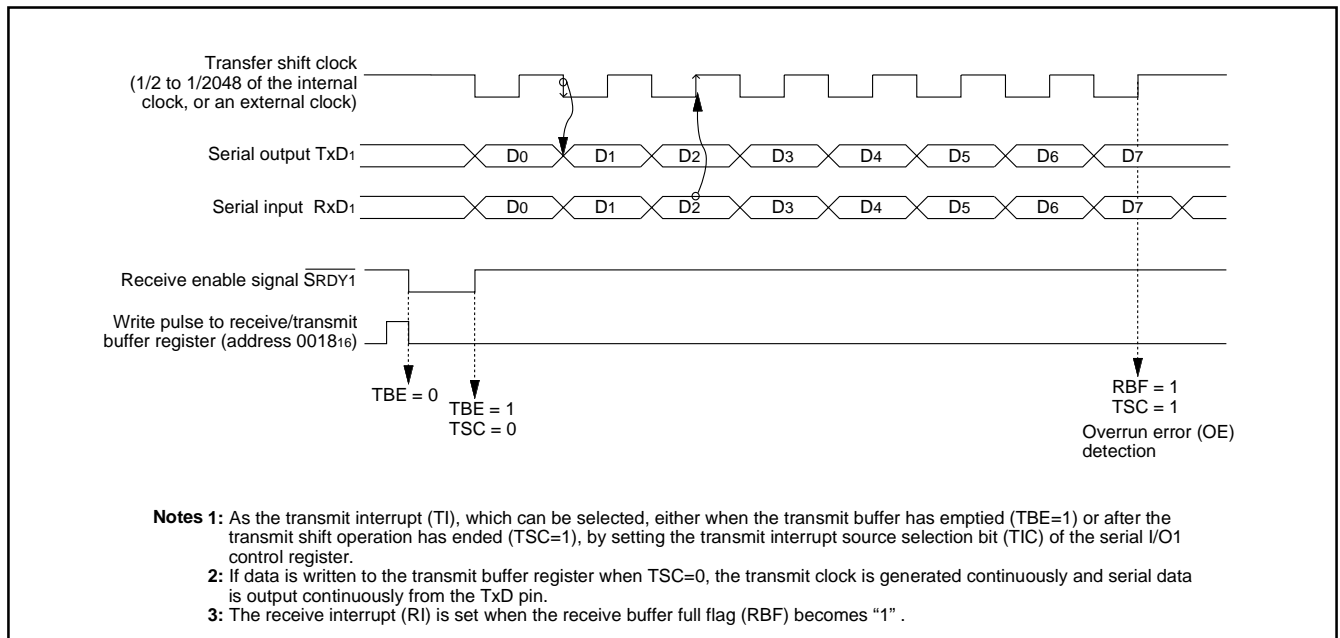 Transfer shift clock
(1/2 to 1/2048 of the internal
clock, or an external clock)
Serial output TxD1
D0 D1 D2 D3 D4 D5 D6 D7
Serial input RxD1
D0 D1 D2 D3 D4 D5 D6 D7
Receive enable signal SRDY1
Write pulse to receive/transmit
buffer register (address 001816)
TBE = 0
TBE = 1
TSC = 0
RBF = 1
TSC = 1
Overrun error (OE)
detection
Notes 1: As the transmit interrupt (TI), which can be selected, either when the transmit buffer has emptied (TBE=1) or after the
transmit shift operation has ended (TSC=1), by setting the transmit interrupt source selection bit (TIC) of the serial I/O1
control register.
2: If data is written to the transmit buffer register when TSC=0, the transmit clock is generated continuously and serial data
is output continuously from the TxD pin.
3: The receive interrupt (RI) is set when the receive buffer full flag (RBF) becomes “1” .